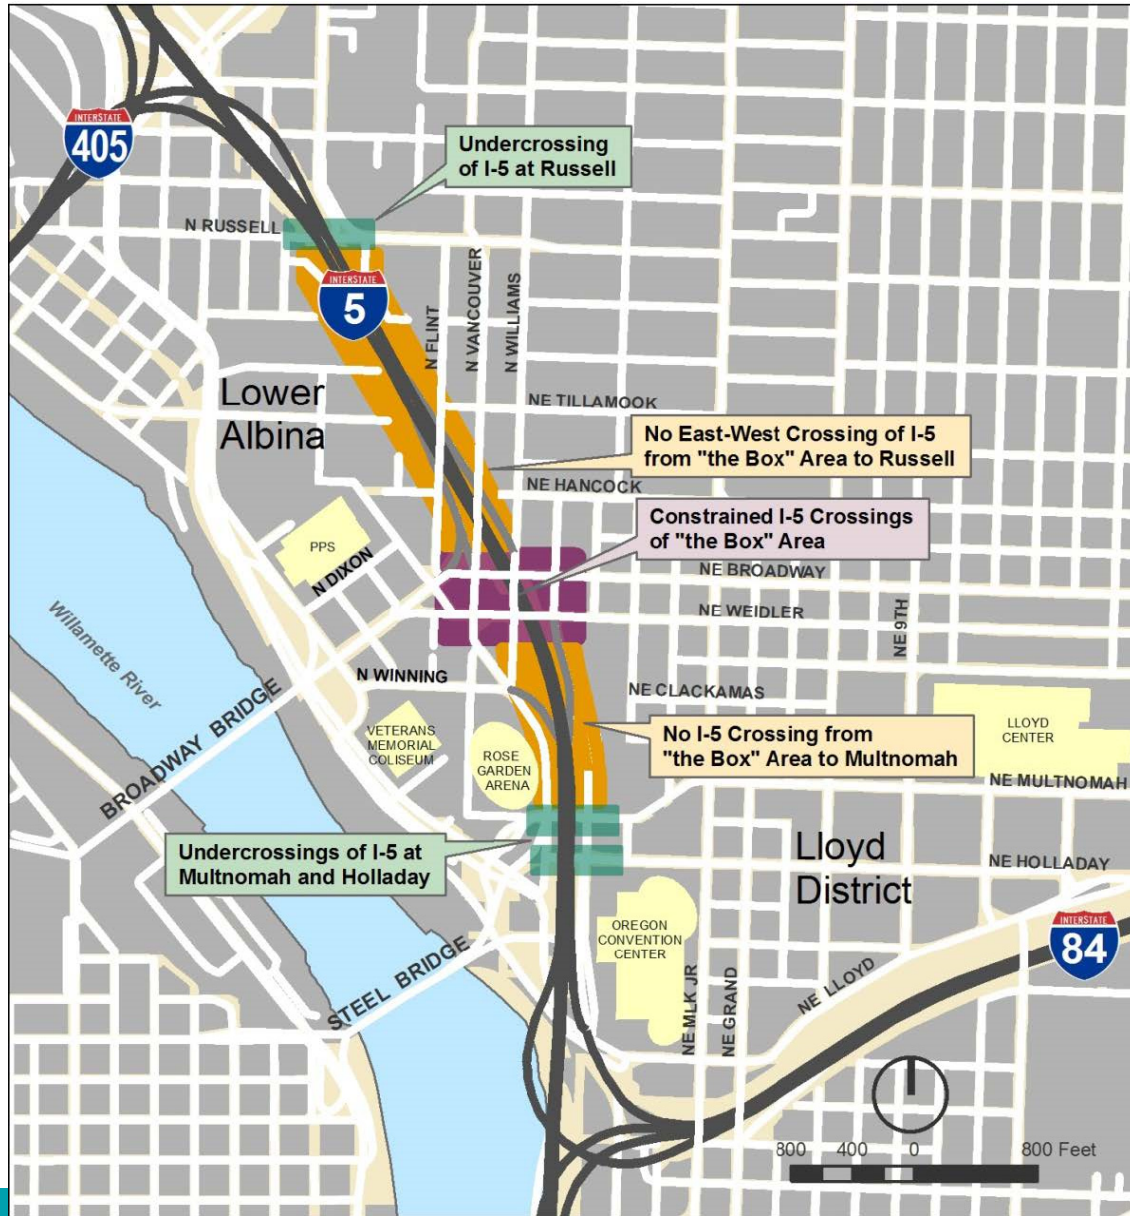 INTERSTATE
405
Undercrossing
of I-5 at Russell
N RUSSELL
INTERSTATE
5
N FLINT
N VANCOUVER
N WILLIAMS
Lower
Albina
NE TILLAMOOK
No East-West Crossing of I-5
from "the Box" Area to Russell
NE HANCOCK
Constrained I-5 Crossings
of "the Box" Area
PPS
N DIXON
NE BROADWAY
NE WEIDLER
NE 9TH
Willamette River
N WINNING
NE CLACKAMAS
BROADWAY BRIDGE
VETERANS
MEMORIAL
COLISEUM
ROSE
GARDEN
ARENA
No I-5 Crossing from
"the Box" Area to Multnomah
LLOYD
CENTER
NE MULTNOMAH
Undercrossings of I-5 at
Multnomah and Holladay
Lloyd
District
NE HOLLADAY
OREGON
CONVENTION
CENTER
INTERSTATE
84
STEEL BRIDGE
NE MLK JR
NE GRAND
NE LLOYD
800 400 0 800 Feet